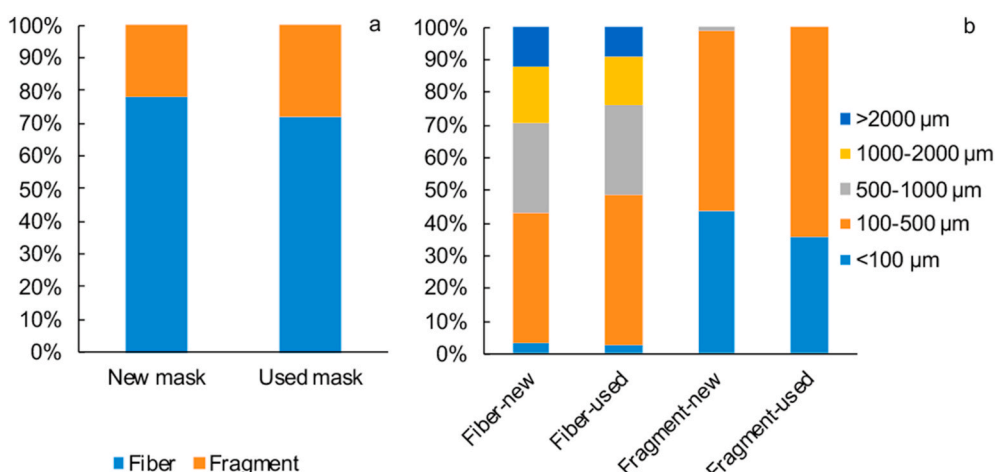 a
100%
90%
80%
70%
60%
50%
40%
30%
20%
10%
0%
New mask Used mask
Fiber Fragment
b
100%
90%
80%
70%
60%
50%
40%
30%
20%
10%
0%
Fiber-new
Fiber-used
Fragment-new
Fragment-used
>2000 µm
1000-2000 µm
500-1000 µm
100-500 µm
<100 µm